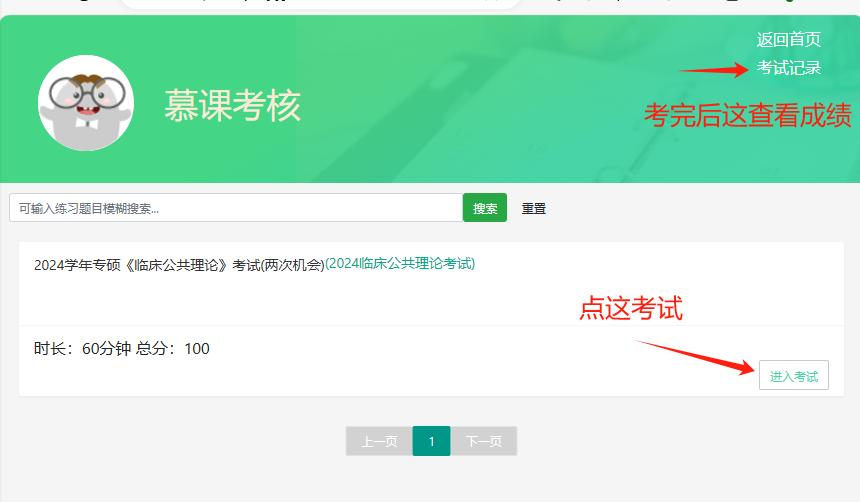 返回首页
考试记录
慕课考核
考完后这查看成绩
可输入练习题目模糊搜索...
搜索
重置
2024学年专硕《临床公共理论》考试(两次机会)(2024临床公共理论考试)
点这考试
时长：60分钟 总分：100
进入考试
上一页 1 下一页